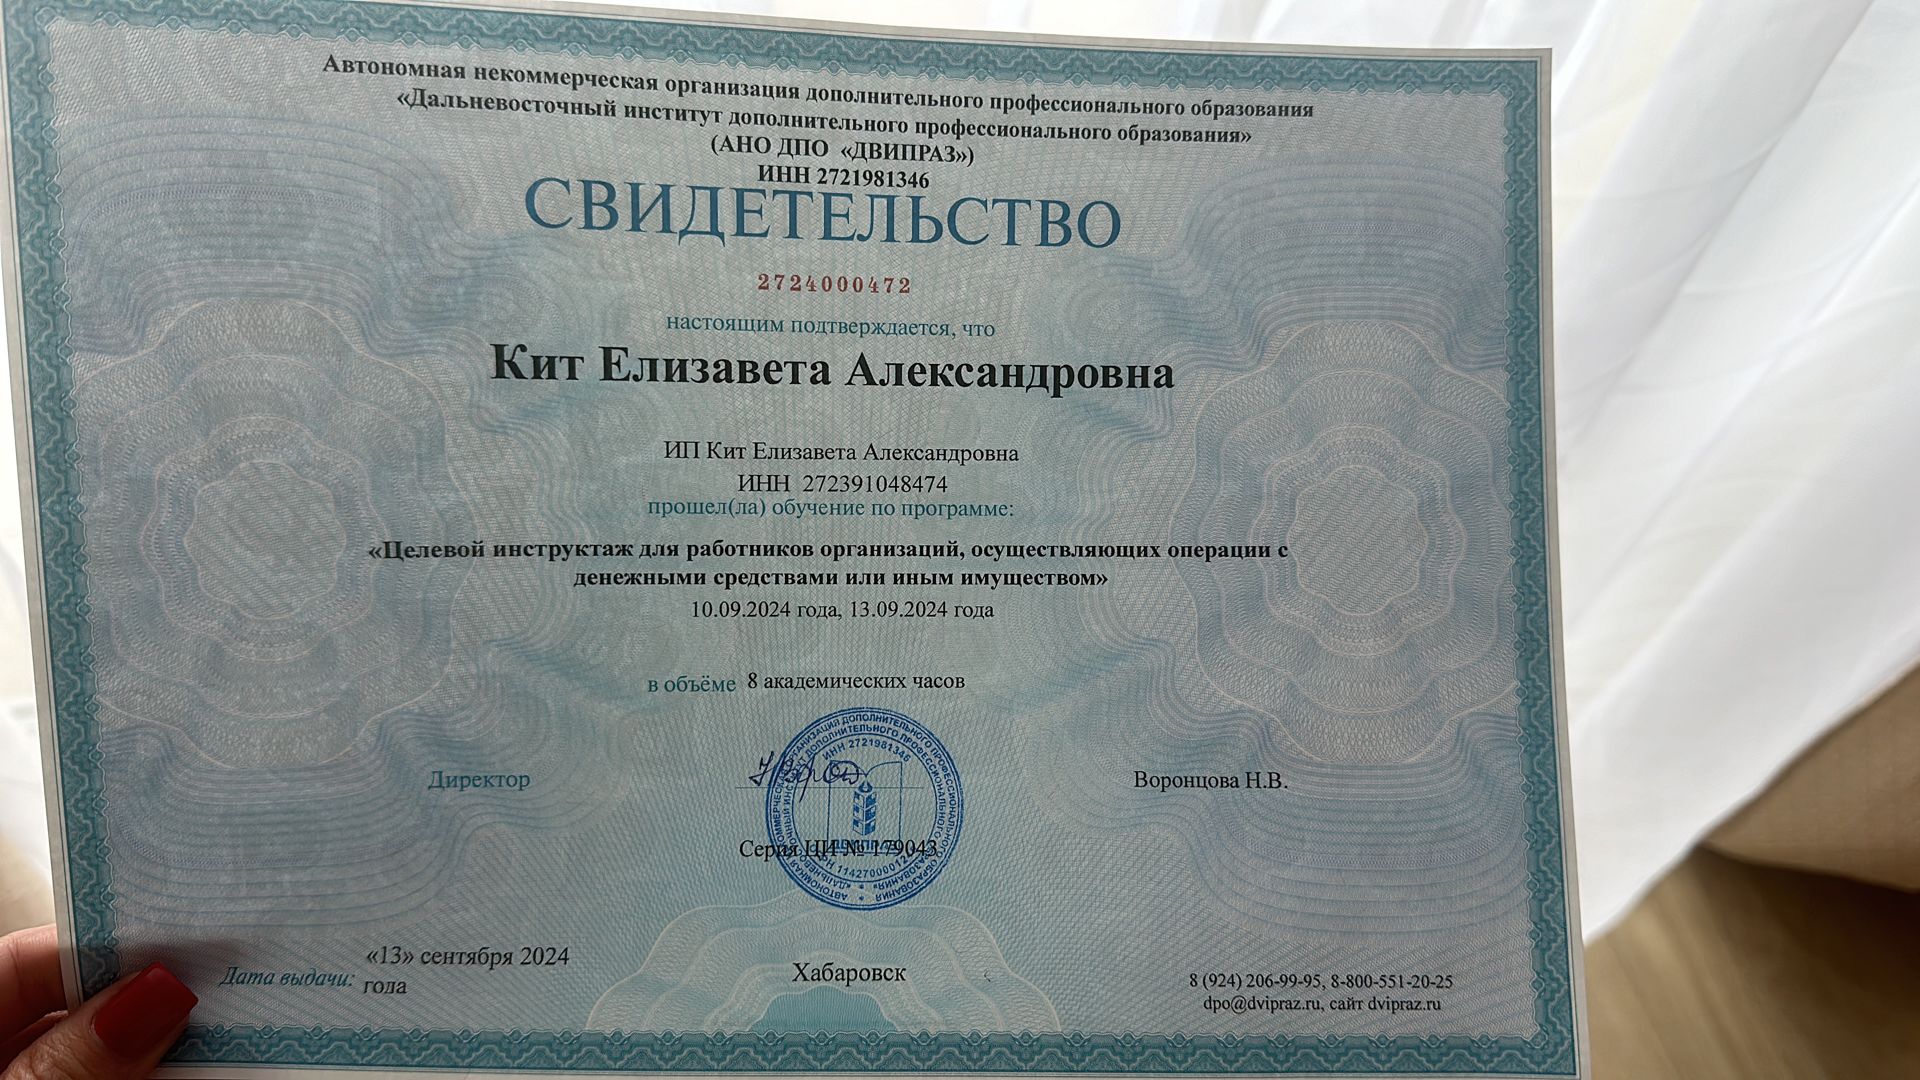 Автономная некоммерческая организация дополнительного профессионального образования
«Дальневосточный институт дополнительного профессионального образования»
(АНО ДПО «ДВИПРАЗ»)
ИНН 2721981346
СВИДЕТЕЛЬСТВО
2724000472
настоящим подтверждается, что
Кит Елизавета Александровна
ИП Кит Елизавета Александровна
ИНН 272391048474
прошел(ла) обучение по программе:
«Целевой инструктаж для работников организаций, осуществляющих операции с
денежными средствами или иным имуществом»
10.09.2024 года, 13.09.2024 года
в объёме 8 академических часов
Директор
Воронцова Н.В.
ИНН 2721981346
Серия ЦИ № 179043
Дата выдачи: «13» сентября 2024
года
Хабаровск
8 (924) 206-99-95, 8-800-551-20-25
dpo@dvipraz.ru, сайт dvipraz.ru